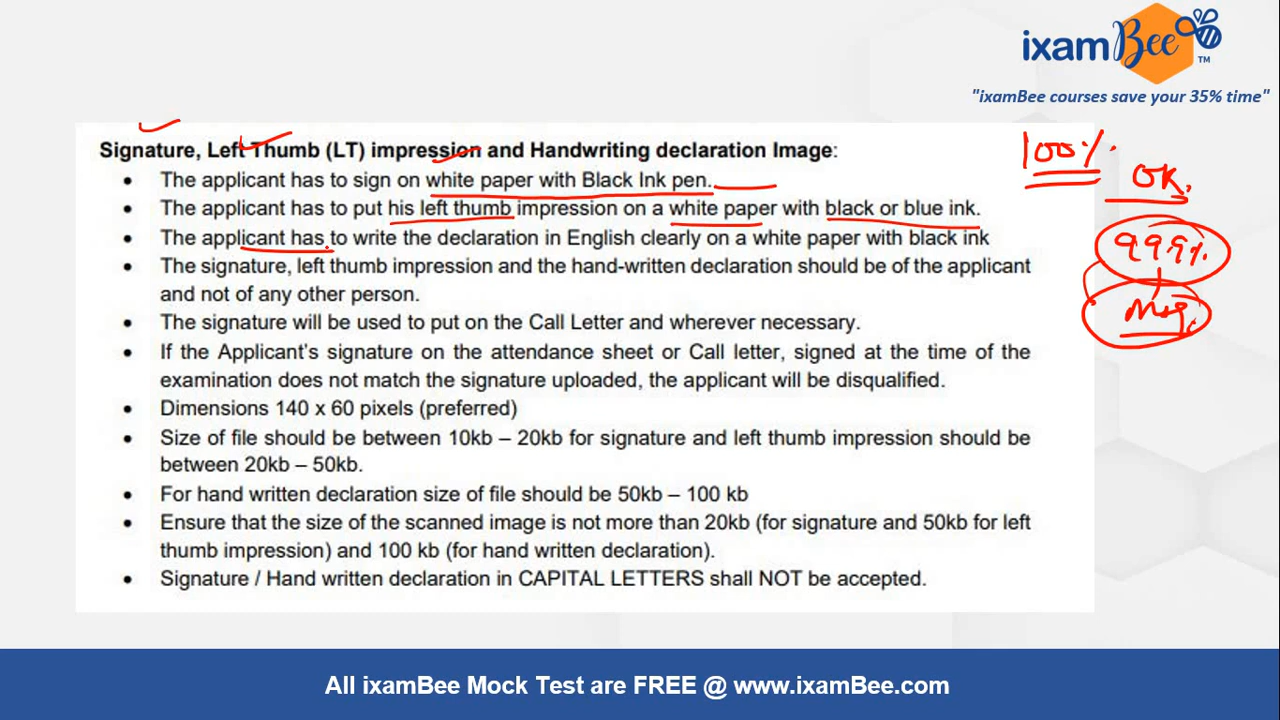 ixamBee TM
"ixamBee courses save your 35% time"
Signature, Left Thumb (LT) impression and Handwriting declaration Image:
100%.
OK.
99.9%.
• The applicant has to sign on white paper with Black Ink pen.
• The applicant has to put his left thumb impression on a white paper with black or blue ink.
• The applicant has to write the declaration in English clearly on a white paper with black ink
• The signature, left thumb impression and the hand-written declaration should be of the applicant
and not of any other person.
• The signature will be used to put on the Call Letter and wherever necessary.
• If the Applicant's signature on the attendance sheet or Call letter, signed at the time of the
examination does not match the signature uploaded, the applicant will be disqualified.
• Dimensions 140 x 60 pixels (preferred)
• Size of file should be between 10kb – 20kb for signature and left thumb impression should be
between 20kb – 50kb.
• For hand written declaration size of file should be 50kb – 100 kb
• Ensure that the size of the scanned image is not more than 20kb (for signature and 50kb for left
thumb impression) and 100 kb (for hand written declaration).
• Signature / Hand written declaration in CAPITAL LETTERS shall NOT be accepted.
All ixamBee Mock Test are FREE @ www.ixamBee.com